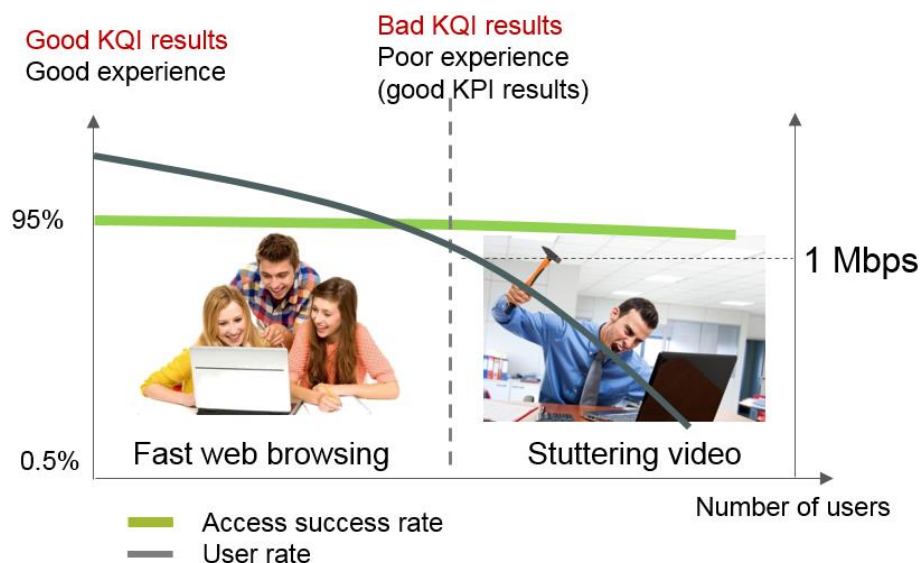 Good KQI results
Good experience
Bad KQI results
Poor experience
(good KPI results)
95%
1 Mbps
0.5%
Fast web browsing
Stuttering video
Number of users
Access success rate
User rate